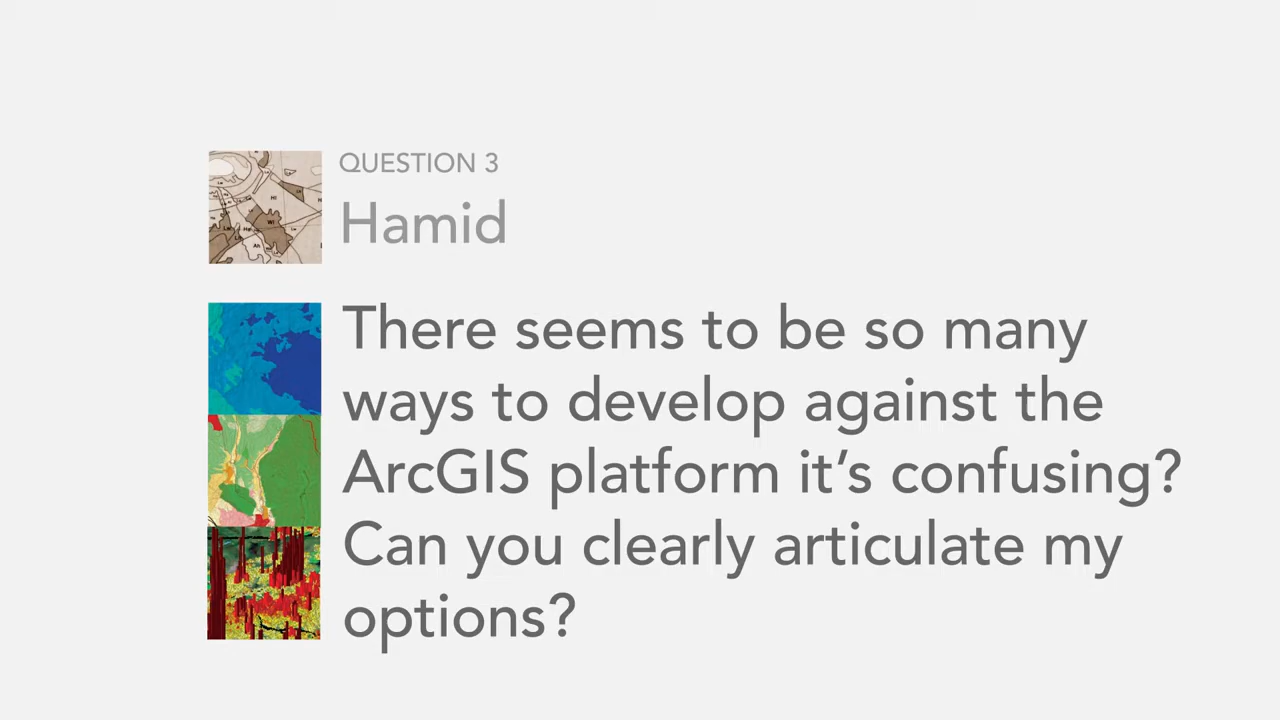 QUESTION 3
Hamid
There seems to be so many
ways to develop against the
ArcGIS platform it’s confusing?
Can you clearly articulate my
options?